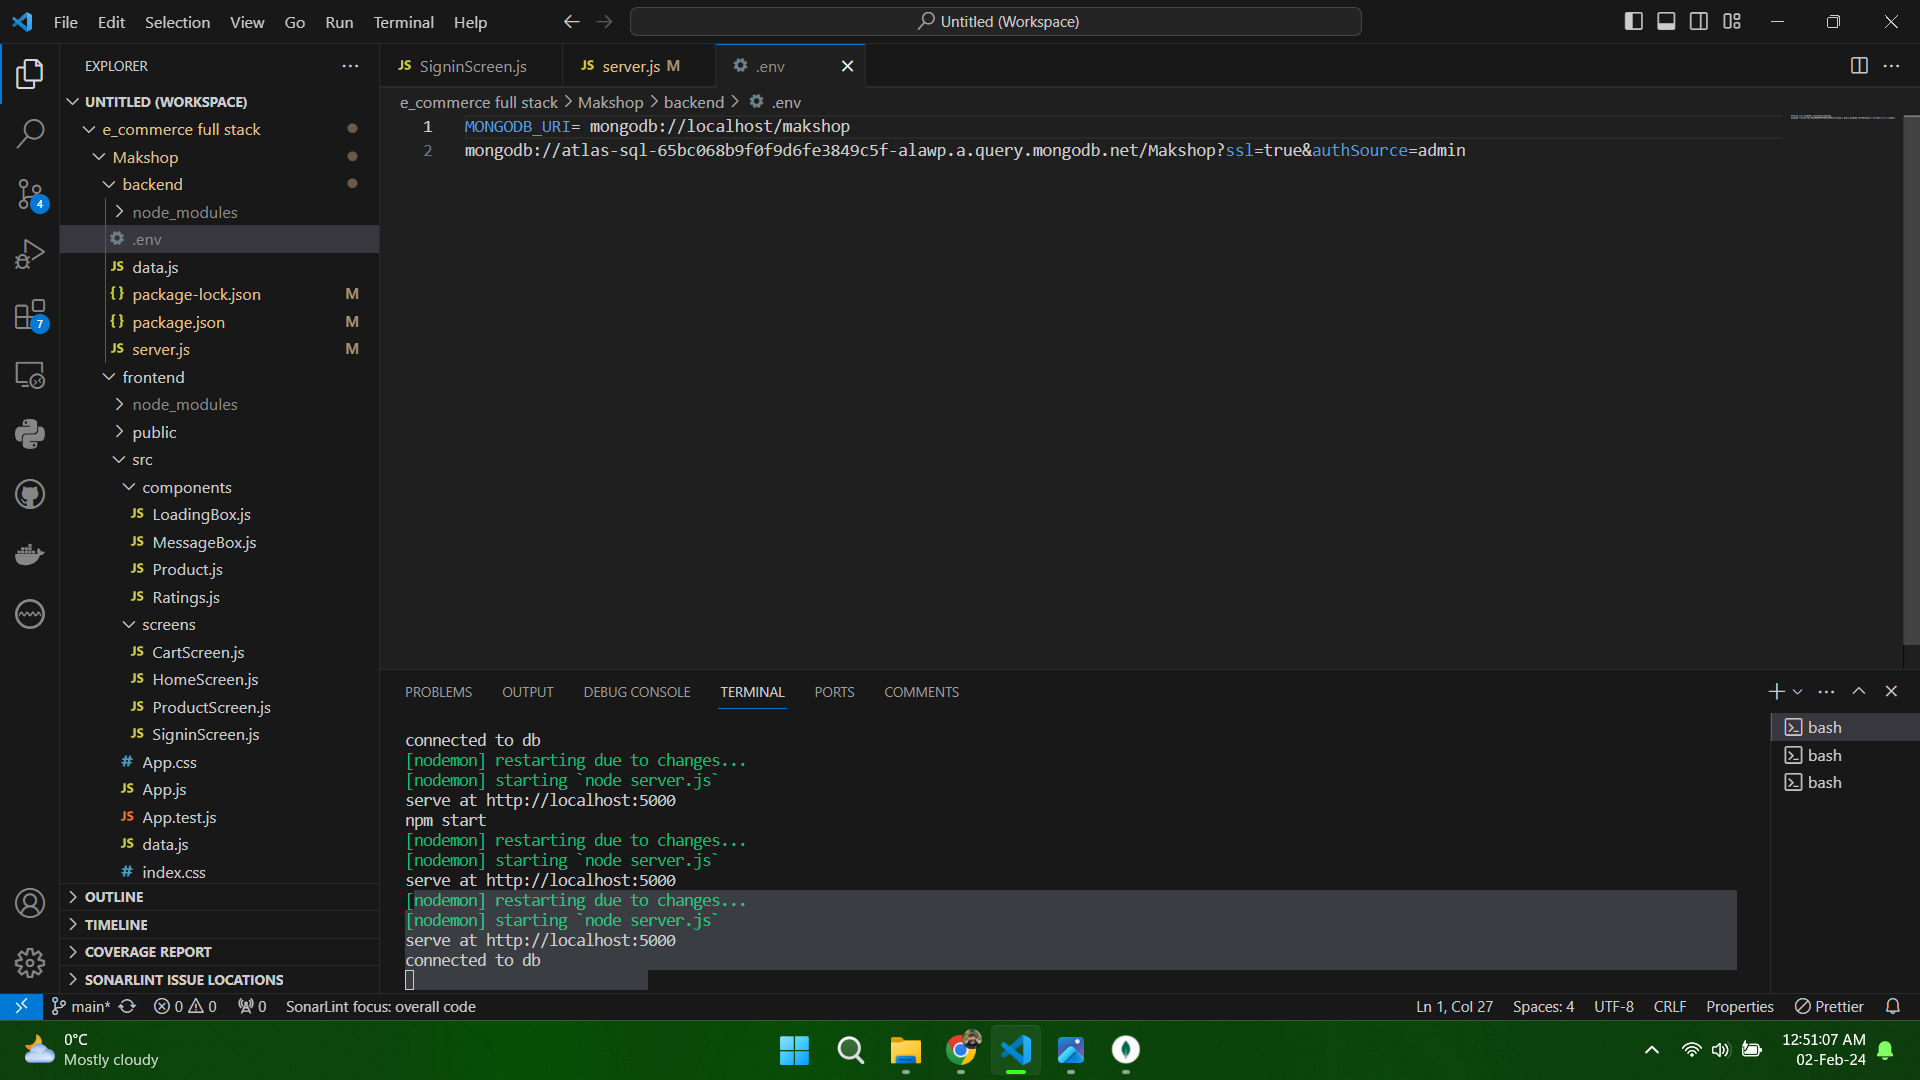 File Edit Selection View Go Run Terminal Help
Untitled (Workspace)
EXPLORER
UNTITLED (WORKSPACE)
e_commerce full stack
Makshop
backend
node_modules
.env
data.js
package-lock.json M
package.json M
server.js M
frontend
node_modules
public
src
components
LoadingBox.js
MessageBox.js
Product.js
Ratings.js
screens
CartScreen.js
HomeScreen.js
ProductScreen.js
SigninScreen.js
App.css
App.js
App.test.js
data.js
index.css
OUTLINE
TIMELINE
COVERAGE REPORT
SONARLINT ISSUE LOCATIONS
4
7
JS SigninScreen.js
JS server.js M
.env
e_commerce full stack > Makshop > backend > .env
1 MONGODB_URI= mongodb://localhost/makshop
2 mongodb://atlas-sql-65bc068b9f0f9d6fe3849c5f-alawp.a.query.mongodb.net/Makshop?ssl=true&authSource=admin
PROBLEMS OUTPUT DEBUG CONSOLE TERMINAL PORTS COMMENTS
connected to db
[nodemon] restarting due to changes...
[nodemon] starting `node server.js`
serve at http://localhost:5000
npm start
[nodemon] restarting due to changes...
[nodemon] starting `node server.js`
serve at http://localhost:5000
[nodemon] restarting due to changes...
[nodemon] starting `node server.js`
serve at http://localhost:5000
connected to db
bash
bash
bash
main* 0 0 0 SonarLint focus: overall code
Ln 1, Col 27 Spaces: 4 UTF-8 CRLF Properties Prettier
0°C
Mostly cloudy
12:51:07 AM
02-Feb-24